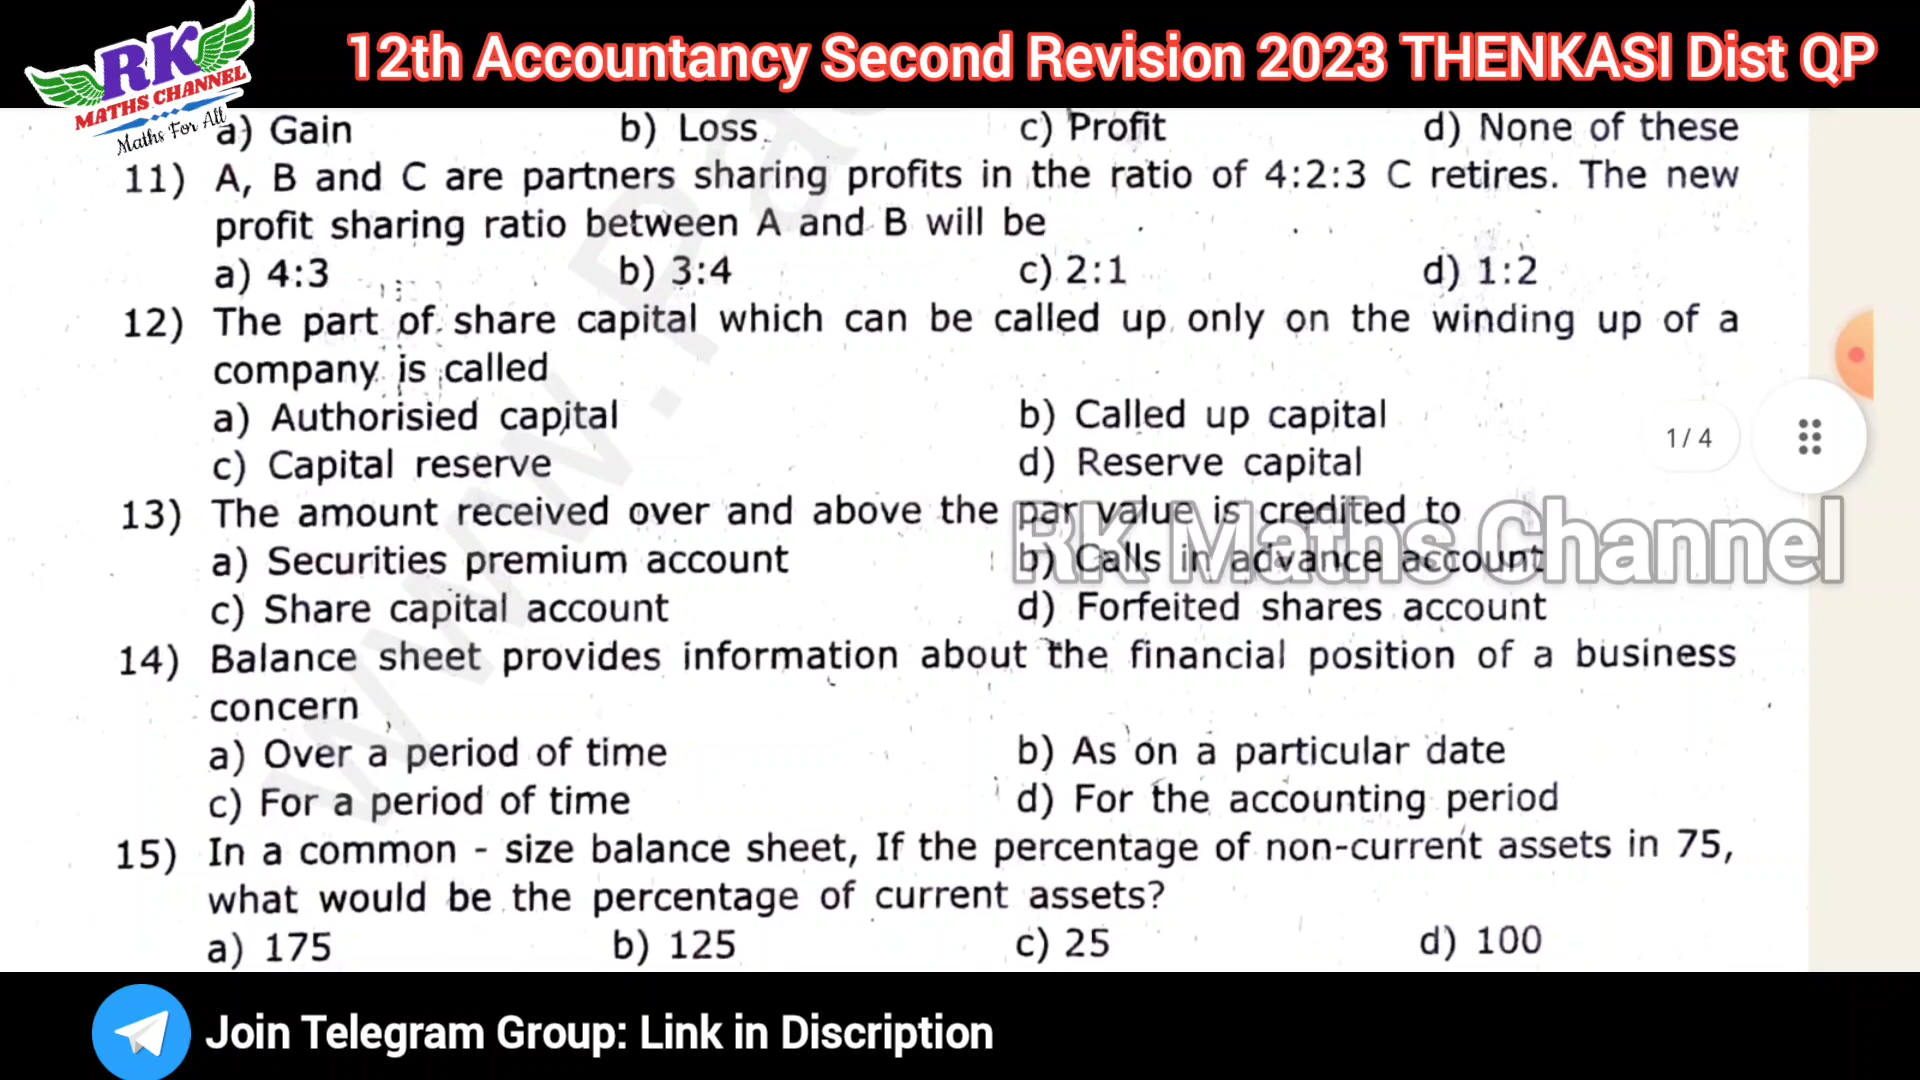 RK
MATHS CHANNEL
Maths For All
12th Accountancy Second Revision 2023 THENKASI Dist QP
a) Gain b) Loss c) Profit d) None of these
11) A, B and C are partners sharing profits in the ratio of 4:2:3 C retires. The new
profit sharing ratio between A and B will be
a) 4:3 b) 3:4 c) 2:1 d) 1:2
12) The part of share capital which can be called up only on the winding up of a
company is called
a) Authorisied capital b) Called up capital
c) Capital reserve d) Reserve capital
1 / 4
13) The amount received over and above the par value is credited to
RK Maths Channel
a) Securities premium account b) Calls in advance account
c) Share capital account d) Forfeited shares account
14) Balance sheet provides information about the financial position of a business
concern
a) Over a period of time b) As on a particular date
c) For a period of time d) For the accounting period
15) In a common - size balance sheet, If the percentage of non-current assets in 75,
what would be the percentage of current assets?
a) 175 b) 125 c) 25 d) 100
Join Telegram Group: Link in Discription